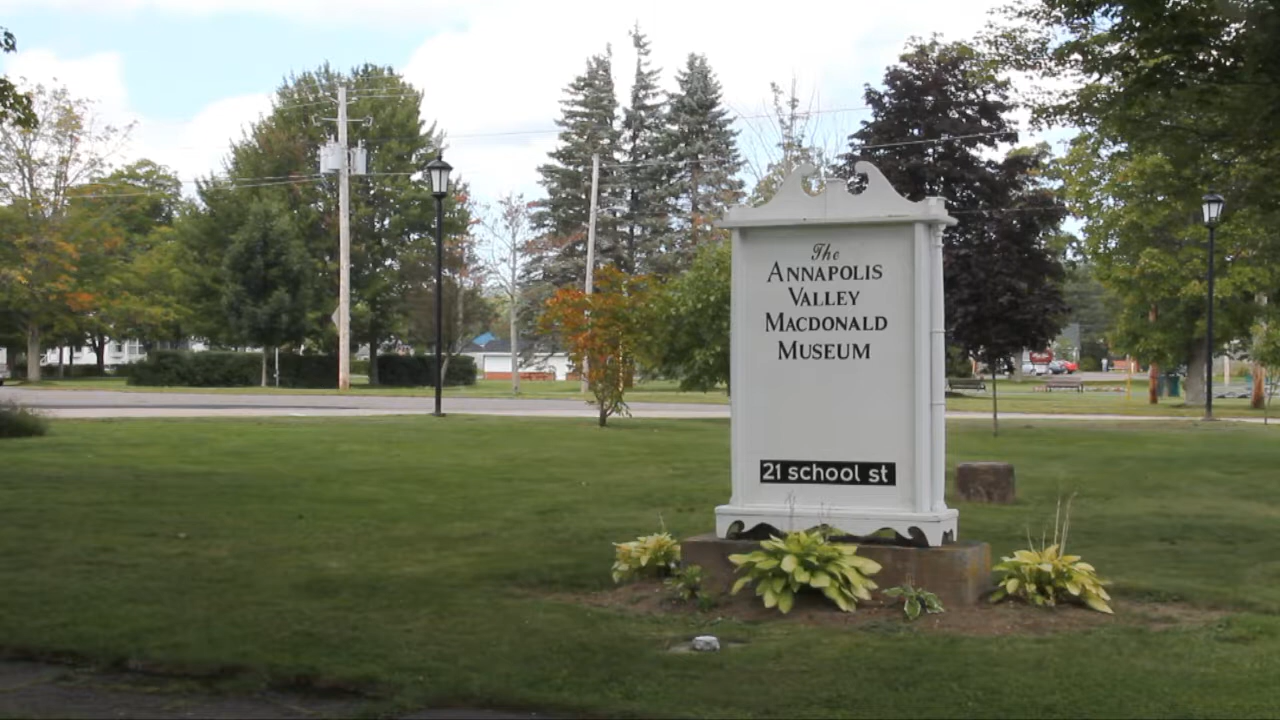 The
ANNAPOLIS
VALLEY
MACDONALD
MUSEUM
21 school st